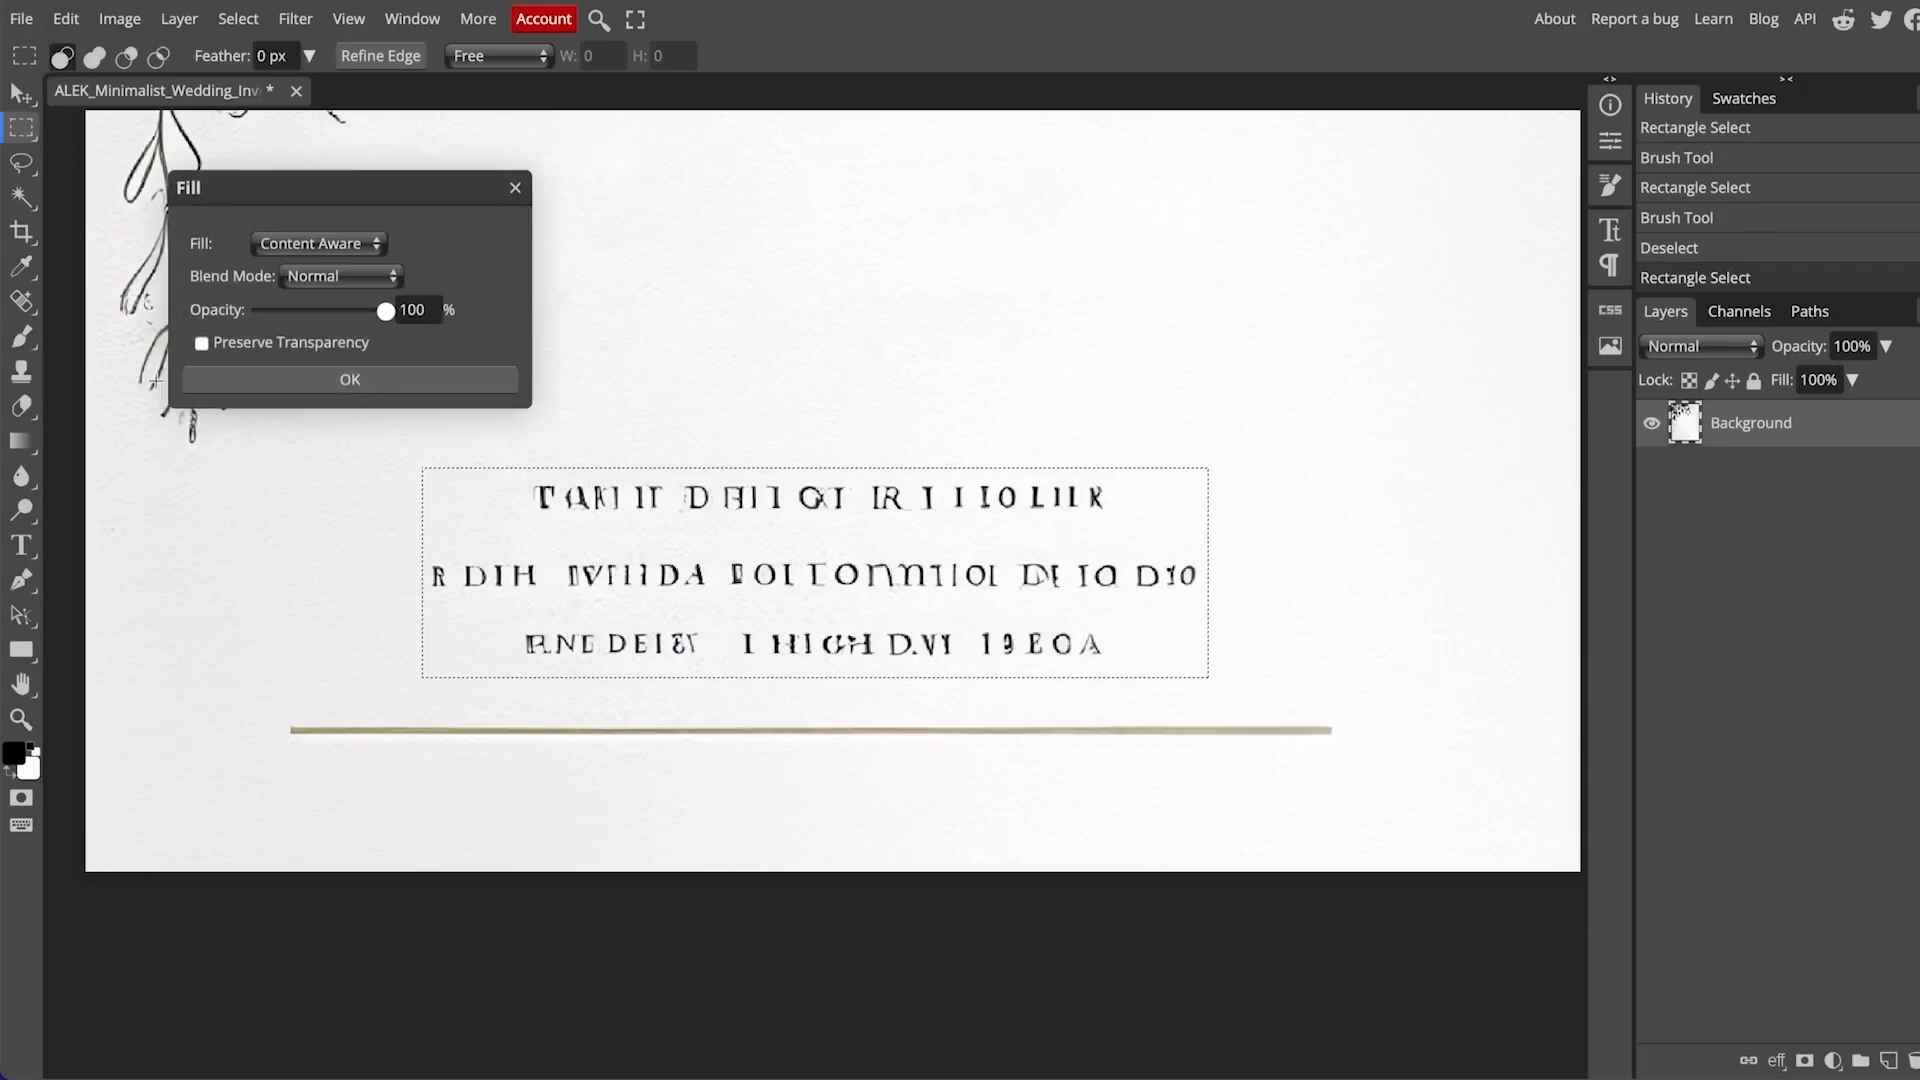 File Edit Image Layer Select Filter View Window More Account
About Report a bug Learn Blog API
Feather: 0 px Refine Edge Free W: 0 H: 0
ALEK_Minimalist_Wedding_Inv *
History Swatches
Rectangle Select
Brush Tool
Rectangle Select
Brush Tool
Deselect
Rectangle Select
Layers Channels Paths
Normal Opacity: 100%
Lock: Fill: 100%
Background
eff
CSS
Fill
Fill: Content Aware
Blend Mode: Normal
Opacity: 100 %
Preserve Transparency
OK